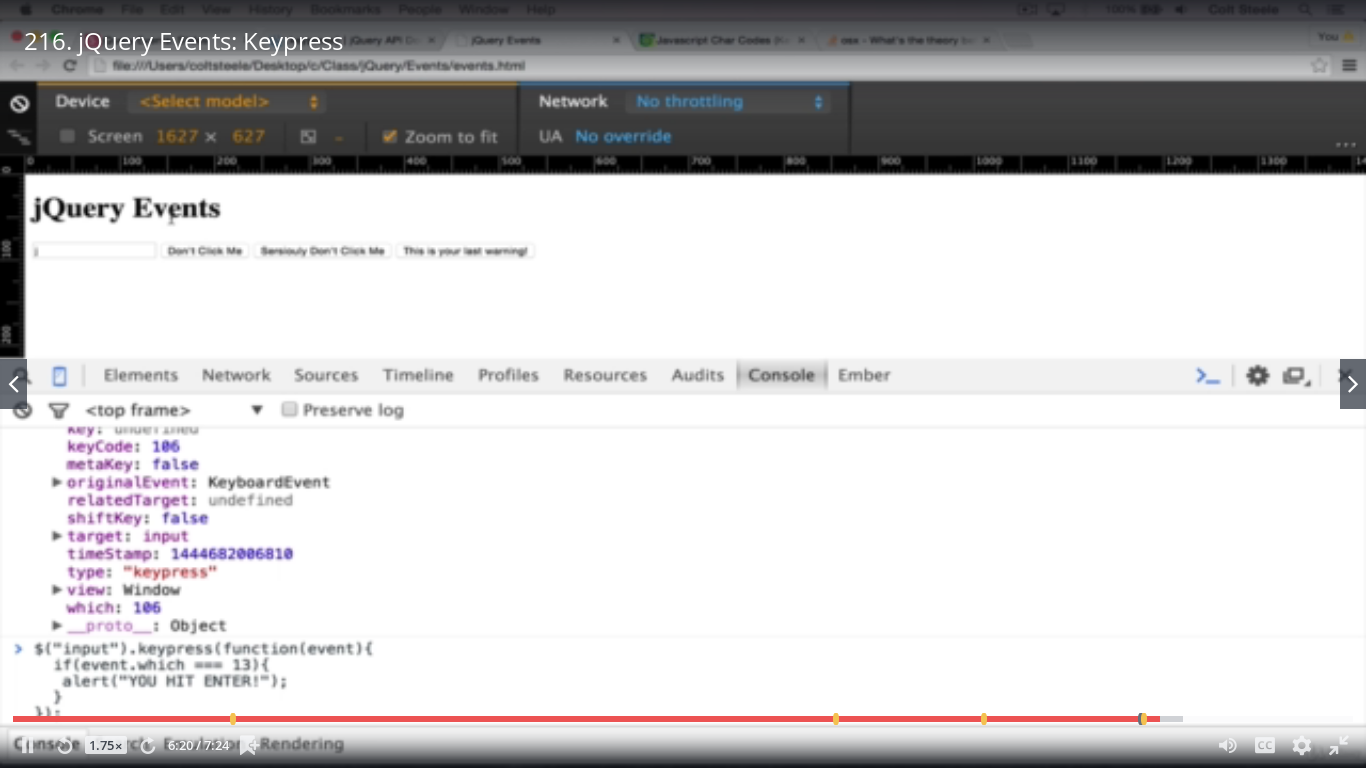 Chrome File Edit View History Bookmarks People Window Help 100% Colt Steele
216. jQuery Events: Keypress
jQuery API D jQuery Events Javascript Char Codes (K osx - What's the theory b You
file:///Users/coltsteele/Desktop/c/Class/jQuery/Events/events.html
Device <Select model> Network No throttling
Screen 1627 × 627 Zoom to fit UA No override
0 100 200 300 400 500 600 700 800 900 1000 1100 1200 1300
0
100
200
jQuery Events
j Don't Click Me Sersiouly Don't Click Me This is your last warning!
Elements Network Sources Timeline Profiles Resources Audits Console Ember
<top frame> Preserve log
key: undefined
keyCode: 106
metaKey: false
originalEvent: KeyboardEvent
relatedTarget: undefined
shiftKey: false
target: input
timeStamp: 1444682006810
type: "keypress"
view: Window
which: 106
__proto__: Object
> $("input").keypress(function(event){
if(event.which === 13){
alert("YOU HIT ENTER!");
}
});
Console Rendering
1.75× 6:20 / 7:24 CC